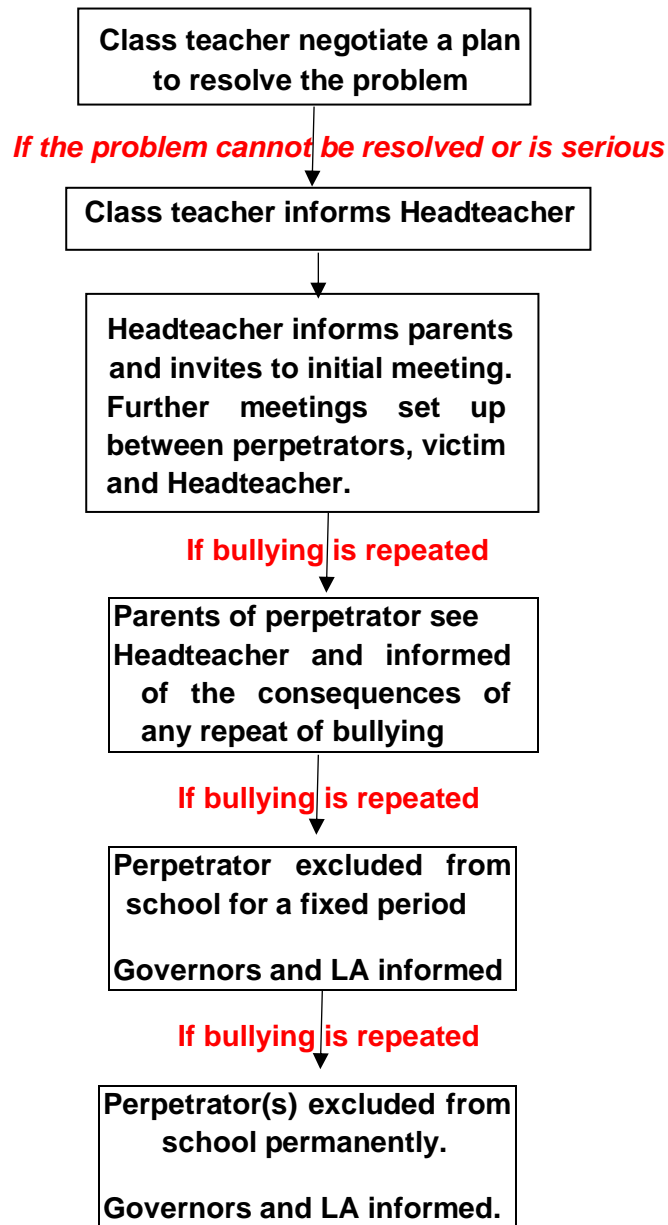 Class teacher negotiate a plan
to resolve the problem
If the problem cannot be resolved or is serious
Class teacher informs Headteacher
Headteacher informs parents
and invites to initial meeting.
Further meetings set up
between perpetrators, victim
and Headteacher.
If bullying is repeated
Parents of perpetrator see
Headteacher and informed
of the consequences of
any repeat of bullying
If bullying is repeated
Perpetrator excluded from
school for a fixed period
Governors and LA informed
If bullying is repeated
Perpetrator(s) excluded from
school permanently.
Governors and LA informed.